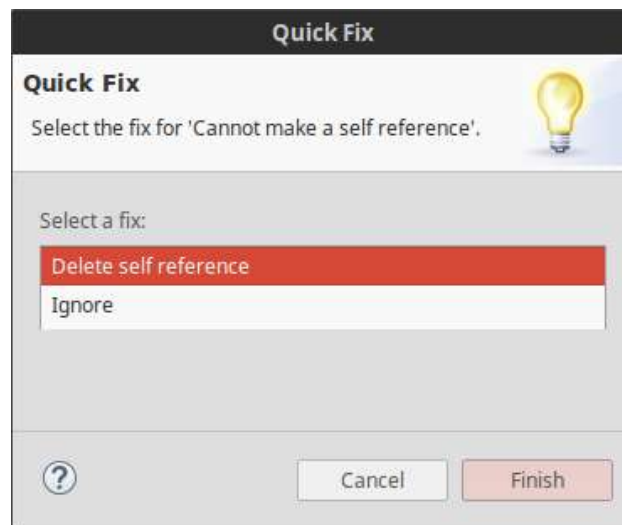 Quick Fix
Quick Fix
Select the fix for 'Cannot make a self reference'.
Select a fix:
Delete self reference
Ignore
?
Cancel
Finish